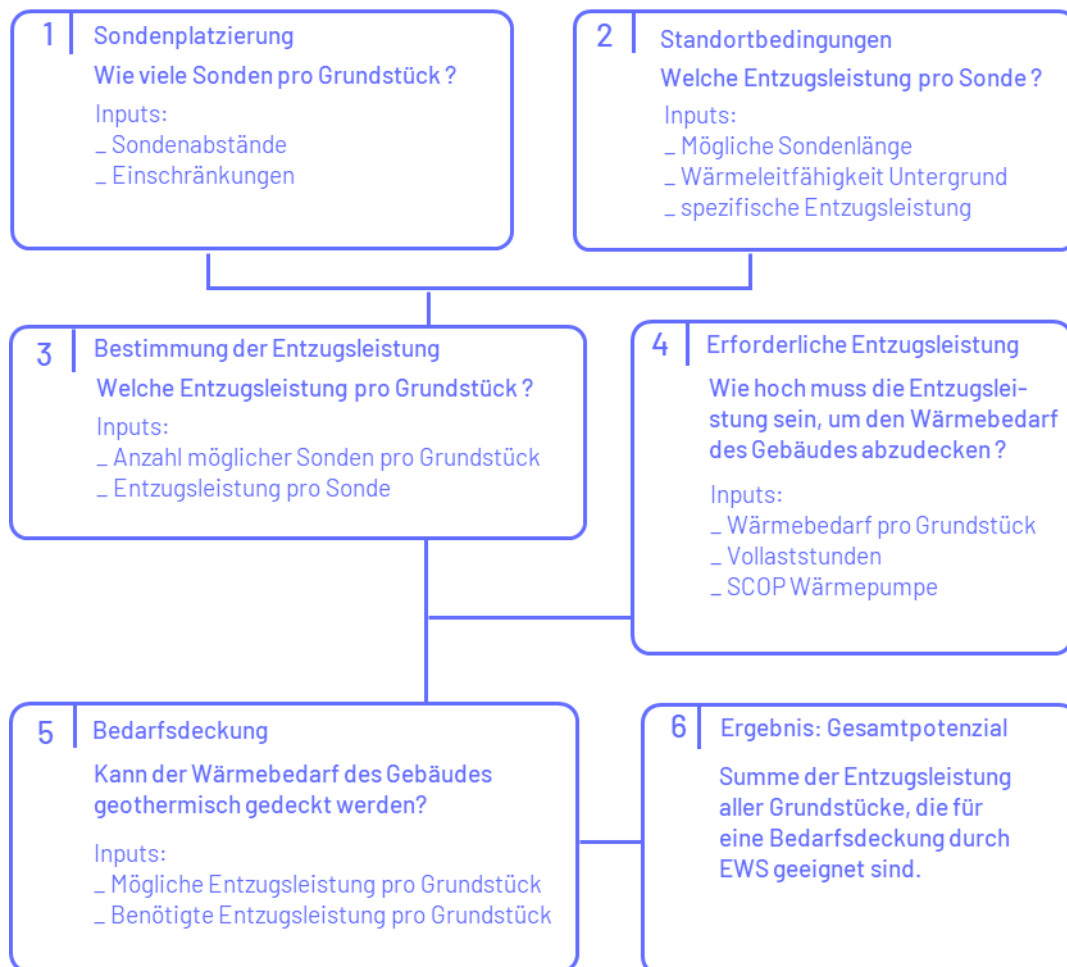 1
Sondenplatzierung
Wie viele Sonden pro Grundstück ?
Inputs:
_ Sondenabstände
_ Einschränkungen
2
Standortbedingungen
Welche Entzugsleistung pro Sonde ?
Inputs:
_ Mögliche Sondenlänge
_ Wärmeleitfähigkeit Untergrund
_ spezifische Entzugsleistung
3
Bestimmung der Entzugsleistung
Welche Entzugsleistung pro Grundstück ?
Inputs:
_ Anzahl möglicher Sonden pro Grundstück
_ Entzugsleistung pro Sonde
4
Erforderliche Entzugsleistung
Wie hoch muss die Entzugslei-
stung sein, um den Wärmebedarf
des Gebäudes abzudecken ?
Inputs:
_ Wärmebedarf pro Grundstück
_ Vollaststunden
_ SCOP Wärmepumpe
5
Bedarfsdeckung
Kann der Wärmebedarf des Gebäudes
geothermisch gedeckt werden?
Inputs:
_ Mögliche Entzugsleistung pro Grundstück
_ Benötigte Entzugsleistung pro Grundstück
6
Ergebnis: Gesamtpotenzial
Summe der Entzugsleistung
aller Grundstücke, die für
eine Bedarfsdeckung durch
EWS geeignet sind.